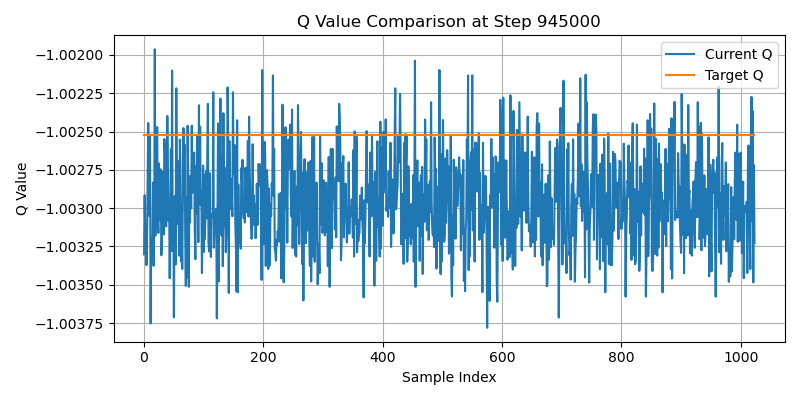 Q Value Comparison at Step 945000
Current Q
Target Q
Q Value
−1.00200
−1.00225
−1.00250
−1.00275
−1.00300
−1.00325
−1.00350
−1.00375
0
200
400
600
800
1000
Sample Index